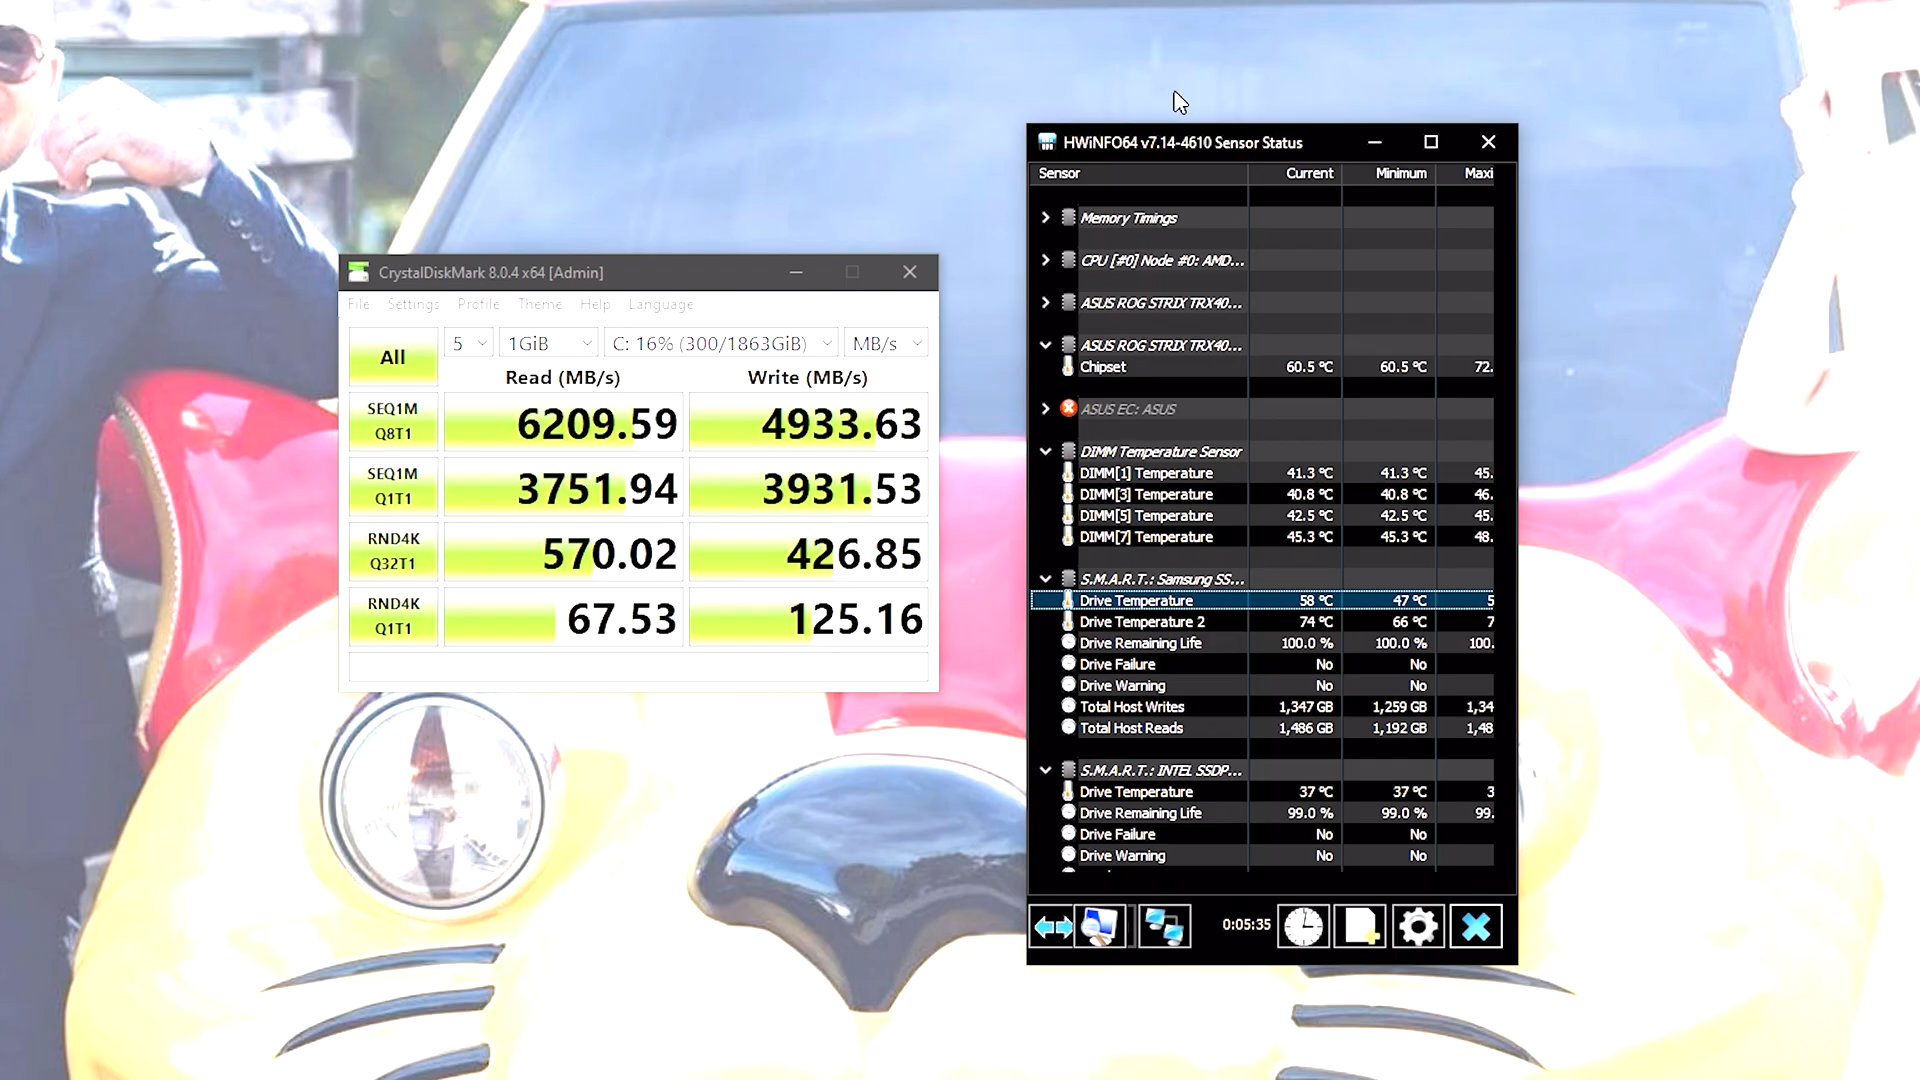 CrystalDiskMark 8.0.4 x64 [Admin]
File Settings Profile Theme Help Language
All
5 1GiB C: 16% (300/1863GiB) MB/s
Read (MB/s) Write (MB/s)
SEQ1M
Q8T1
6209.59 4933.63
SEQ1M
Q1T1
3751.94 3931.53
RND4K
Q32T1
570.02 426.85
RND4K
Q1T1
67.53 125.16
HWiNFO64 v7.14-4610 Sensor Status
Sensor Current Minimum Maxi
Memory Timings
CPU [#0] Node #0: AMD...
ASUS ROG STRIX TRX40...
ASUS ROG STRIX TRX40...
Chipset 60.5 °C 60.5 °C 72.
ASUS EC: ASUS
DIMM Temperature Sensor
DIMM[1] Temperature 41.3 °C 41.3 °C 45.
DIMM[3] Temperature 40.8 °C 40.8 °C 46.
DIMM[5] Temperature 42.5 °C 42.5 °C 45.
DIMM[7] Temperature 45.3 °C 45.3 °C 48.
S.M.A.R.T.: Samsung SS...
Drive Temperature 58 °C 47 °C 5
Drive Temperature 2 74 °C 66 °C 7
Drive Remaining Life 100.0 % 100.0 % 100.
Drive Failure No No
Drive Warning No No
Total Host Writes 1,347 GB 1,259 GB 1,34
Total Host Reads 1,486 GB 1,192 GB 1,48
S.M.A.R.T.: INTEL SSDP...
Drive Temperature 37 °C 37 °C 3
Drive Remaining Life 99.0 % 99.0 % 99.
Drive Failure No No
Drive Warning No No
0:05:35